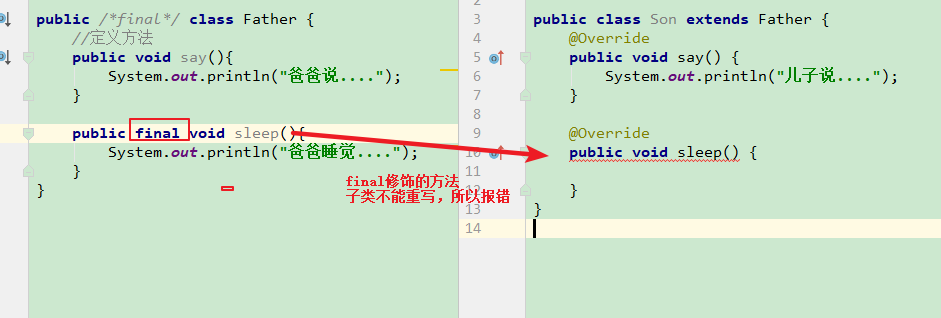 public /*final*/ class Father {
//定义方法
public void say(){
System.out.println("爸爸说....");
}
public final void sleep(){
System.out.println("爸爸睡觉....");
}
}
final修饰的方法
子类不能重写，所以报错
3 public class Son extends Father {
4 @Override
5 public void say() {
6 System.out.println("儿子说....");
7 }
8
9 @Override
10 public void sleep() {
11
12 }
13 }
14